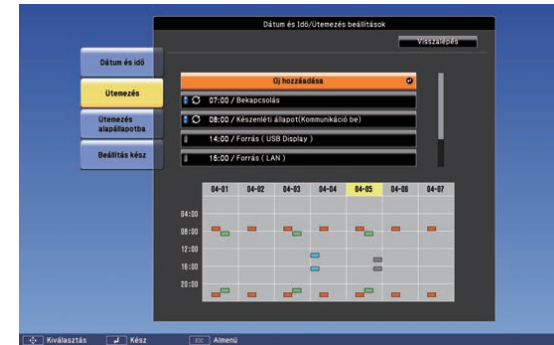 Dátum és Idő/Ütemezés beállítások
Visszalépés
Dátum és idő
Ütemezés
Ütemezés
alapállapotba
Beállítás kész
Új hozzáadása
07:00 / Bekapcsolás
08:00 / Készenléti állapot(Kommunikáció be)
14:00 / Forrás ( USB Display )
16:00 / Forrás ( LAN )
04-01 04-02 04-03 04-04 04-05 04-06 04-07
04:00
08:00
12:00
16:00
20:00
Kiválasztás Kész Esc Almenü